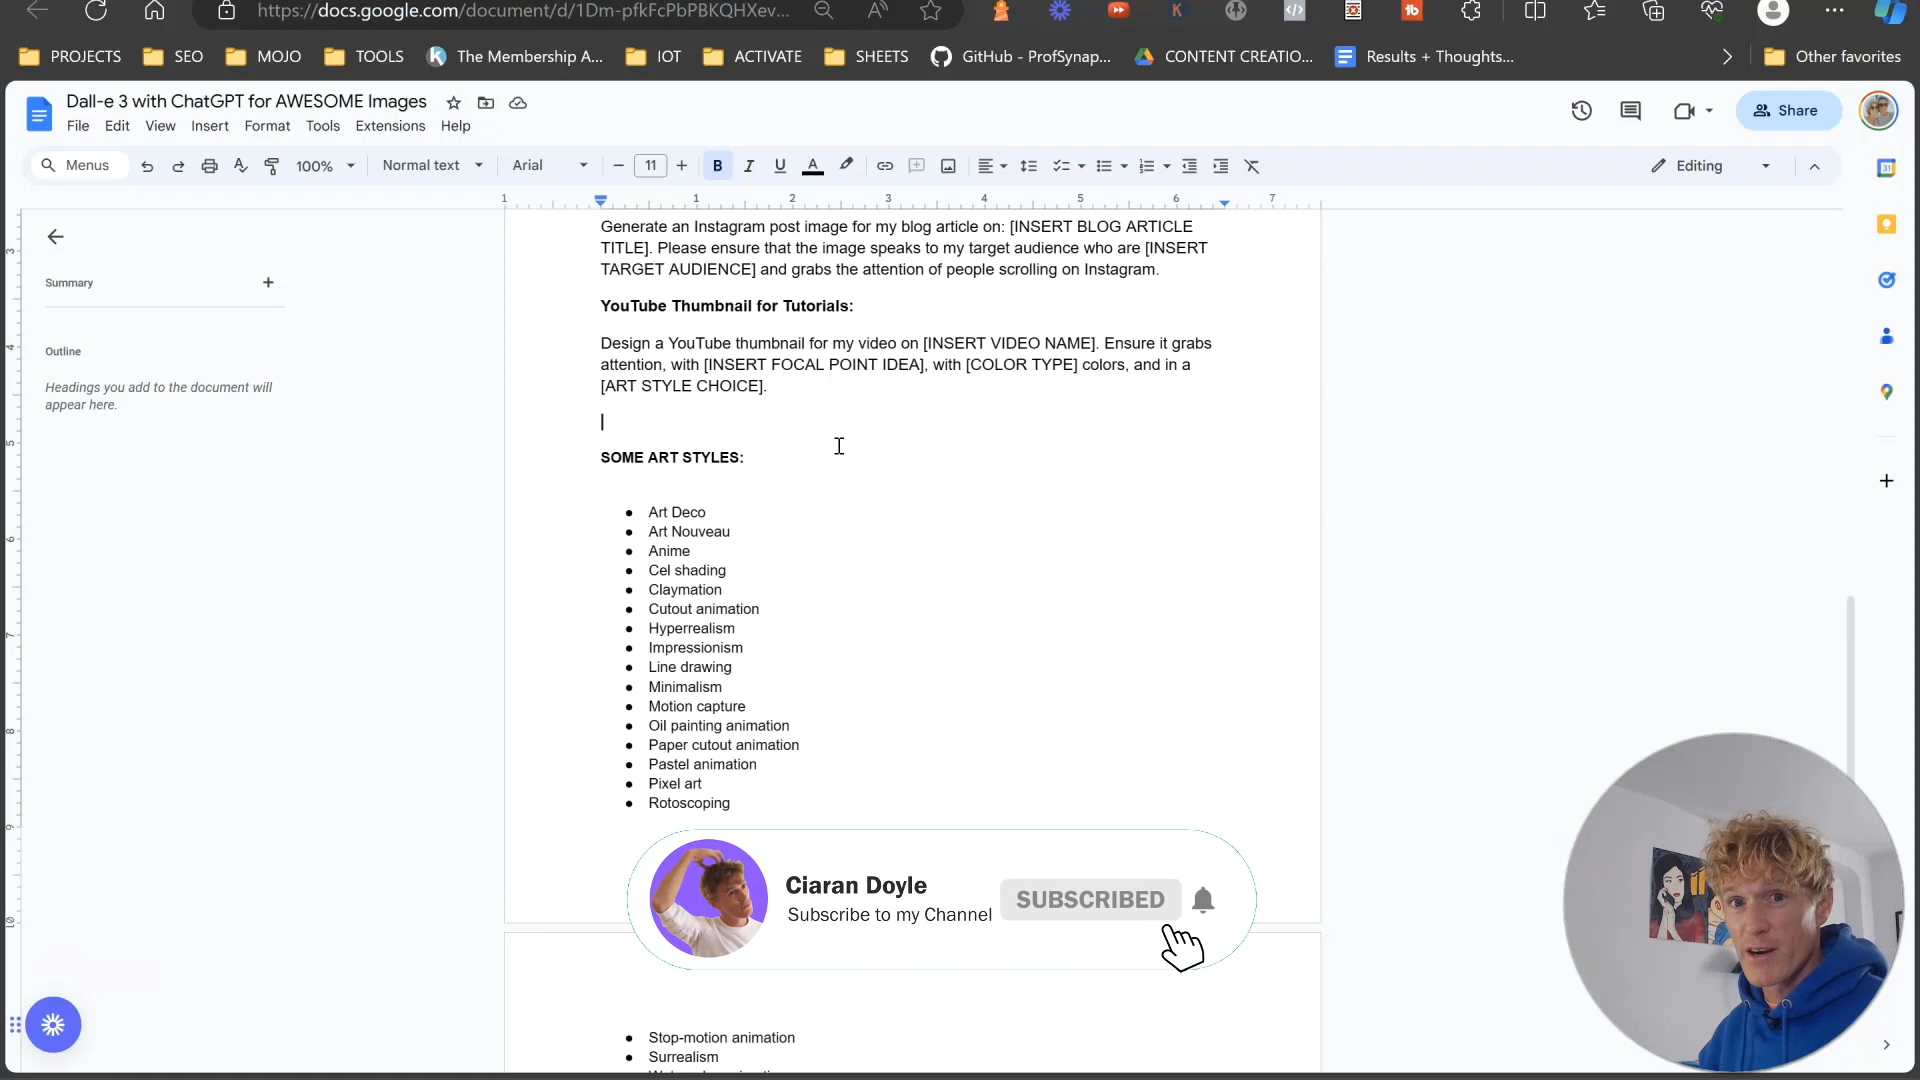 https://docs.google.com/document/d/1Dm-pfkFcPbPBKQHXev...
PROJECTS SEO MOJO TOOLS The Membership A... IOT ACTIVATE SHEETS GitHub - ProfSynap... CONTENT CREATIO... Results + Thoughts... Other favorites
Dall-e 3 with ChatGPT for AWESOME Images
File Edit View Insert Format Tools Extensions Help
Share
Menus 100% Normal text Arial 11 B I U A Editing
1 1 2 3 4 5 6 7
Summary
Outline
Headings you add to the document will
appear here.
Generate an Instagram post image for my blog article on: [INSERT BLOG ARTICLE
TITLE]. Please ensure that the image speaks to my target audience who are [INSERT
TARGET AUDIENCE] and grabs the attention of people scrolling on Instagram.
YouTube Thumbnail for Tutorials:
Design a YouTube thumbnail for my video on [INSERT VIDEO NAME]. Ensure it grabs
attention, with [INSERT FOCAL POINT IDEA], with [COLOR TYPE] colors, and in a
[ART STYLE CHOICE].
SOME ART STYLES:
● Art Deco
● Art Nouveau
● Anime
● Cel shading
● Claymation
● Cutout animation
● Hyperrealism
● Impressionism
● Line drawing
● Minimalism
● Motion capture
● Oil painting animation
● Paper cutout animation
● Pastel animation
● Pixel art
● Rotoscoping
Ciaran Doyle
Subscribe to my Channel
SUBSCRIBED
● Stop-motion animation
● Surrealism